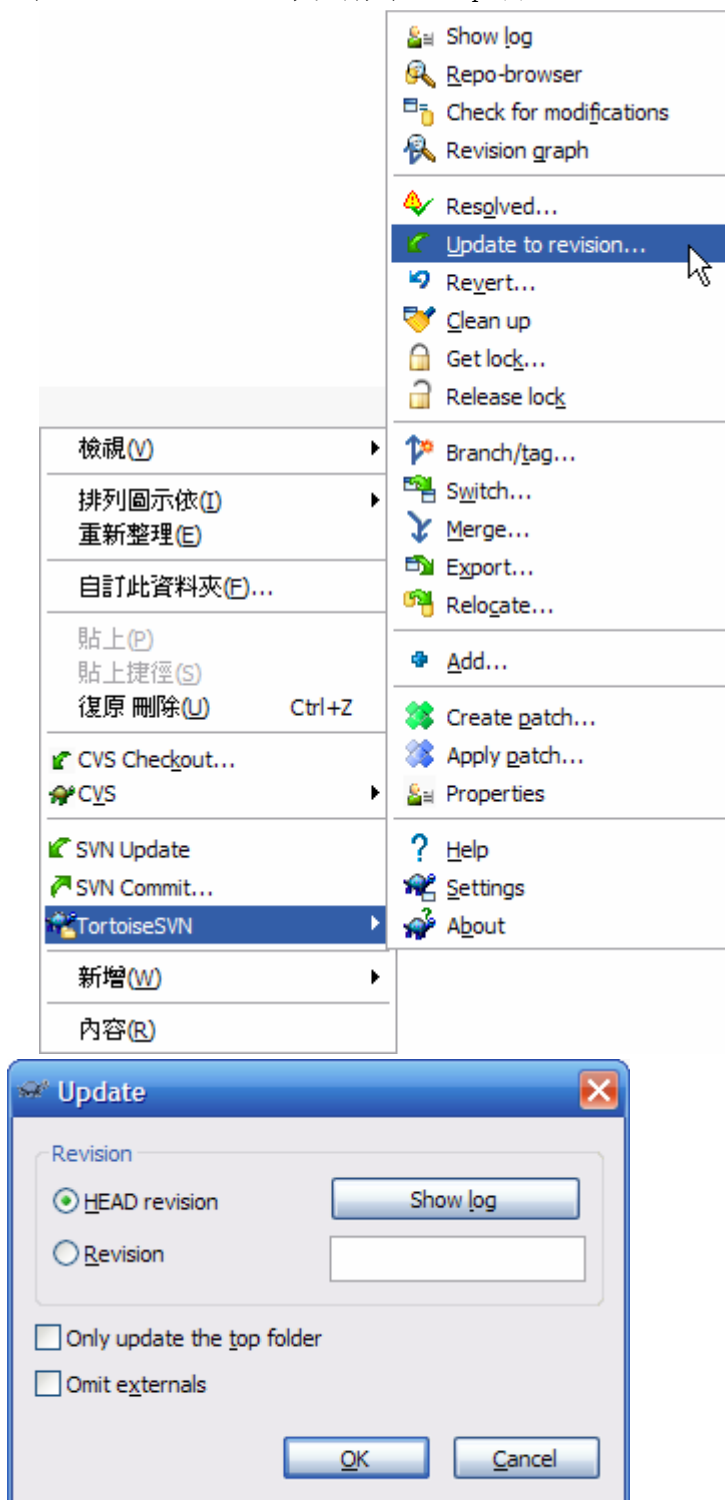 Show log
Repo-browser
Check for modifications
Revision graph
Resolved...
Update to revision...
Revert...
Clean up
Get lock...
Release lock
Branch/tag...
Switch...
Merge...
Export...
Relocate...
Add...
Create patch...
Apply patch...
Properties
Help
Settings
About
檢視(V)
排列圖示依(I)
重新整理(E)
自訂此資料夾(F)...
貼上(P)
貼上捷徑(S)
復原 刪除(U) Ctrl+Z
CVS Checkout...
CVS
SVN Update
SVN Commit...
TortoiseSVN
新增(W)
內容(R)
Update
Revision
HEAD revision Show log
Revision
Only update the top folder
Omit externals
OK Cancel